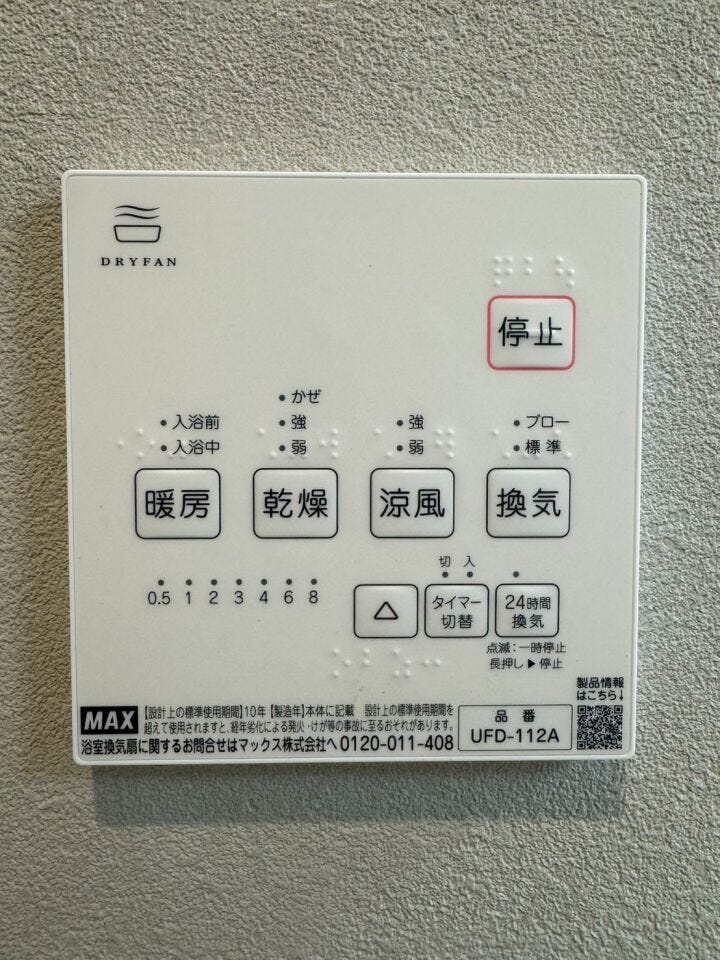 DRYFAN
停止
かぜ
入浴前 強 強 ブロー
入浴中 弱 弱 標準
暖房 乾燥 涼風 換気
切 入
0.5 1 2 3 4 6 8
△ タイマー切替 24時間換気
点滅:一時停止
長押し▶停止
製品情報
はこちら↓
MAX
【設計上の標準使用期間】10年 【製造年】本体に記載 設計上の標準使用期間を
超えて使用されますと、経年劣化による発火・けが等の事故に至るおそれがあります。
浴室換気扇に関するお問合せはマックス株式会社へ 0120-011-408
品番
UFD-112A